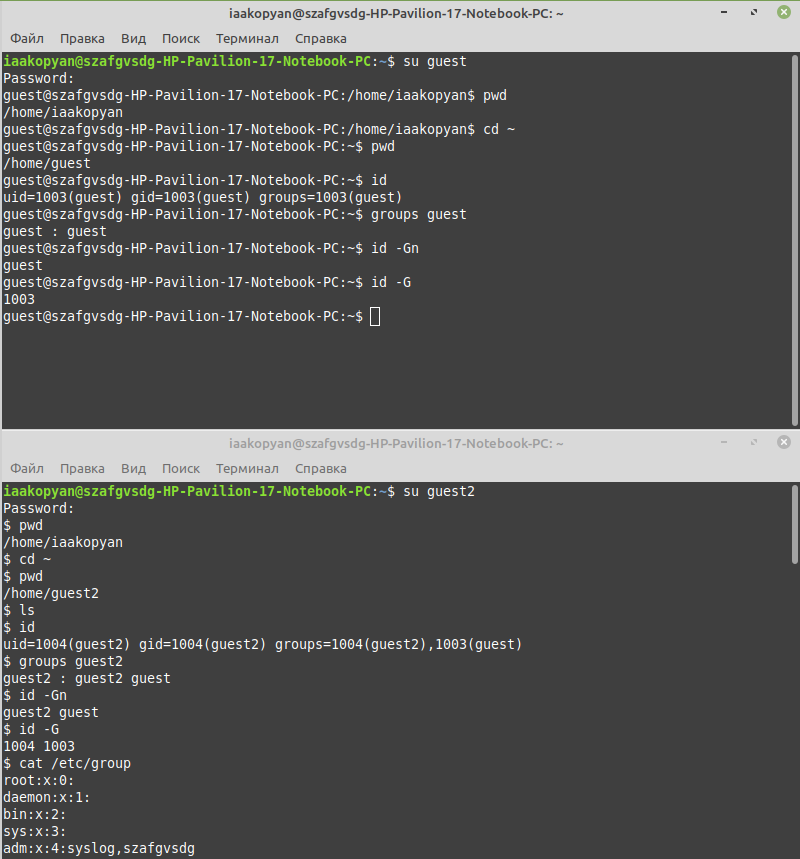 iaakopyan@szafgvsdg-HP-Pavilion-17-Notebook-PC: ~
Файл Правка Вид Поиск Терминал Справка
iaakopyan@szafgvsdg-HP-Pavilion-17-Notebook-PC:~$ su guest
Password:
guest@szafgvsdg-HP-Pavilion-17-Notebook-PC:/home/iaakopyan$ pwd
/home/iaakopyan
guest@szafgvsdg-HP-Pavilion-17-Notebook-PC:/home/iaakopyan$ cd ~
guest@szafgvsdg-HP-Pavilion-17-Notebook-PC:~$ pwd
/home/guest
guest@szafgvsdg-HP-Pavilion-17-Notebook-PC:~$ id
uid=1003(guest) gid=1003(guest) groups=1003(guest)
guest@szafgvsdg-HP-Pavilion-17-Notebook-PC:~$ groups guest
guest : guest
guest@szafgvsdg-HP-Pavilion-17-Notebook-PC:~$ id -Gn
guest
guest@szafgvsdg-HP-Pavilion-17-Notebook-PC:~$ id -G
1003
guest@szafgvsdg-HP-Pavilion-17-Notebook-PC:~$
iaakopyan@szafgvsdg-HP-Pavilion-17-Notebook-PC: ~
Файл Правка Вид Поиск Терминал Справка
iaakopyan@szafgvsdg-HP-Pavilion-17-Notebook-PC:~$ su guest2
Password:
$ pwd
/home/iaakopyan
$ cd ~
$ pwd
/home/guest2
$ ls
$ id
uid=1004(guest2) gid=1004(guest2) groups=1004(guest2),1003(guest)
$ groups guest2
guest2 : guest2 guest
$ id -Gn
guest2 guest
$ id -G
1004 1003
$ cat /etc/group
root:x:0:
daemon:x:1:
bin:x:2:
sys:x:3:
adm:x:4:syslog,szafgvsdg